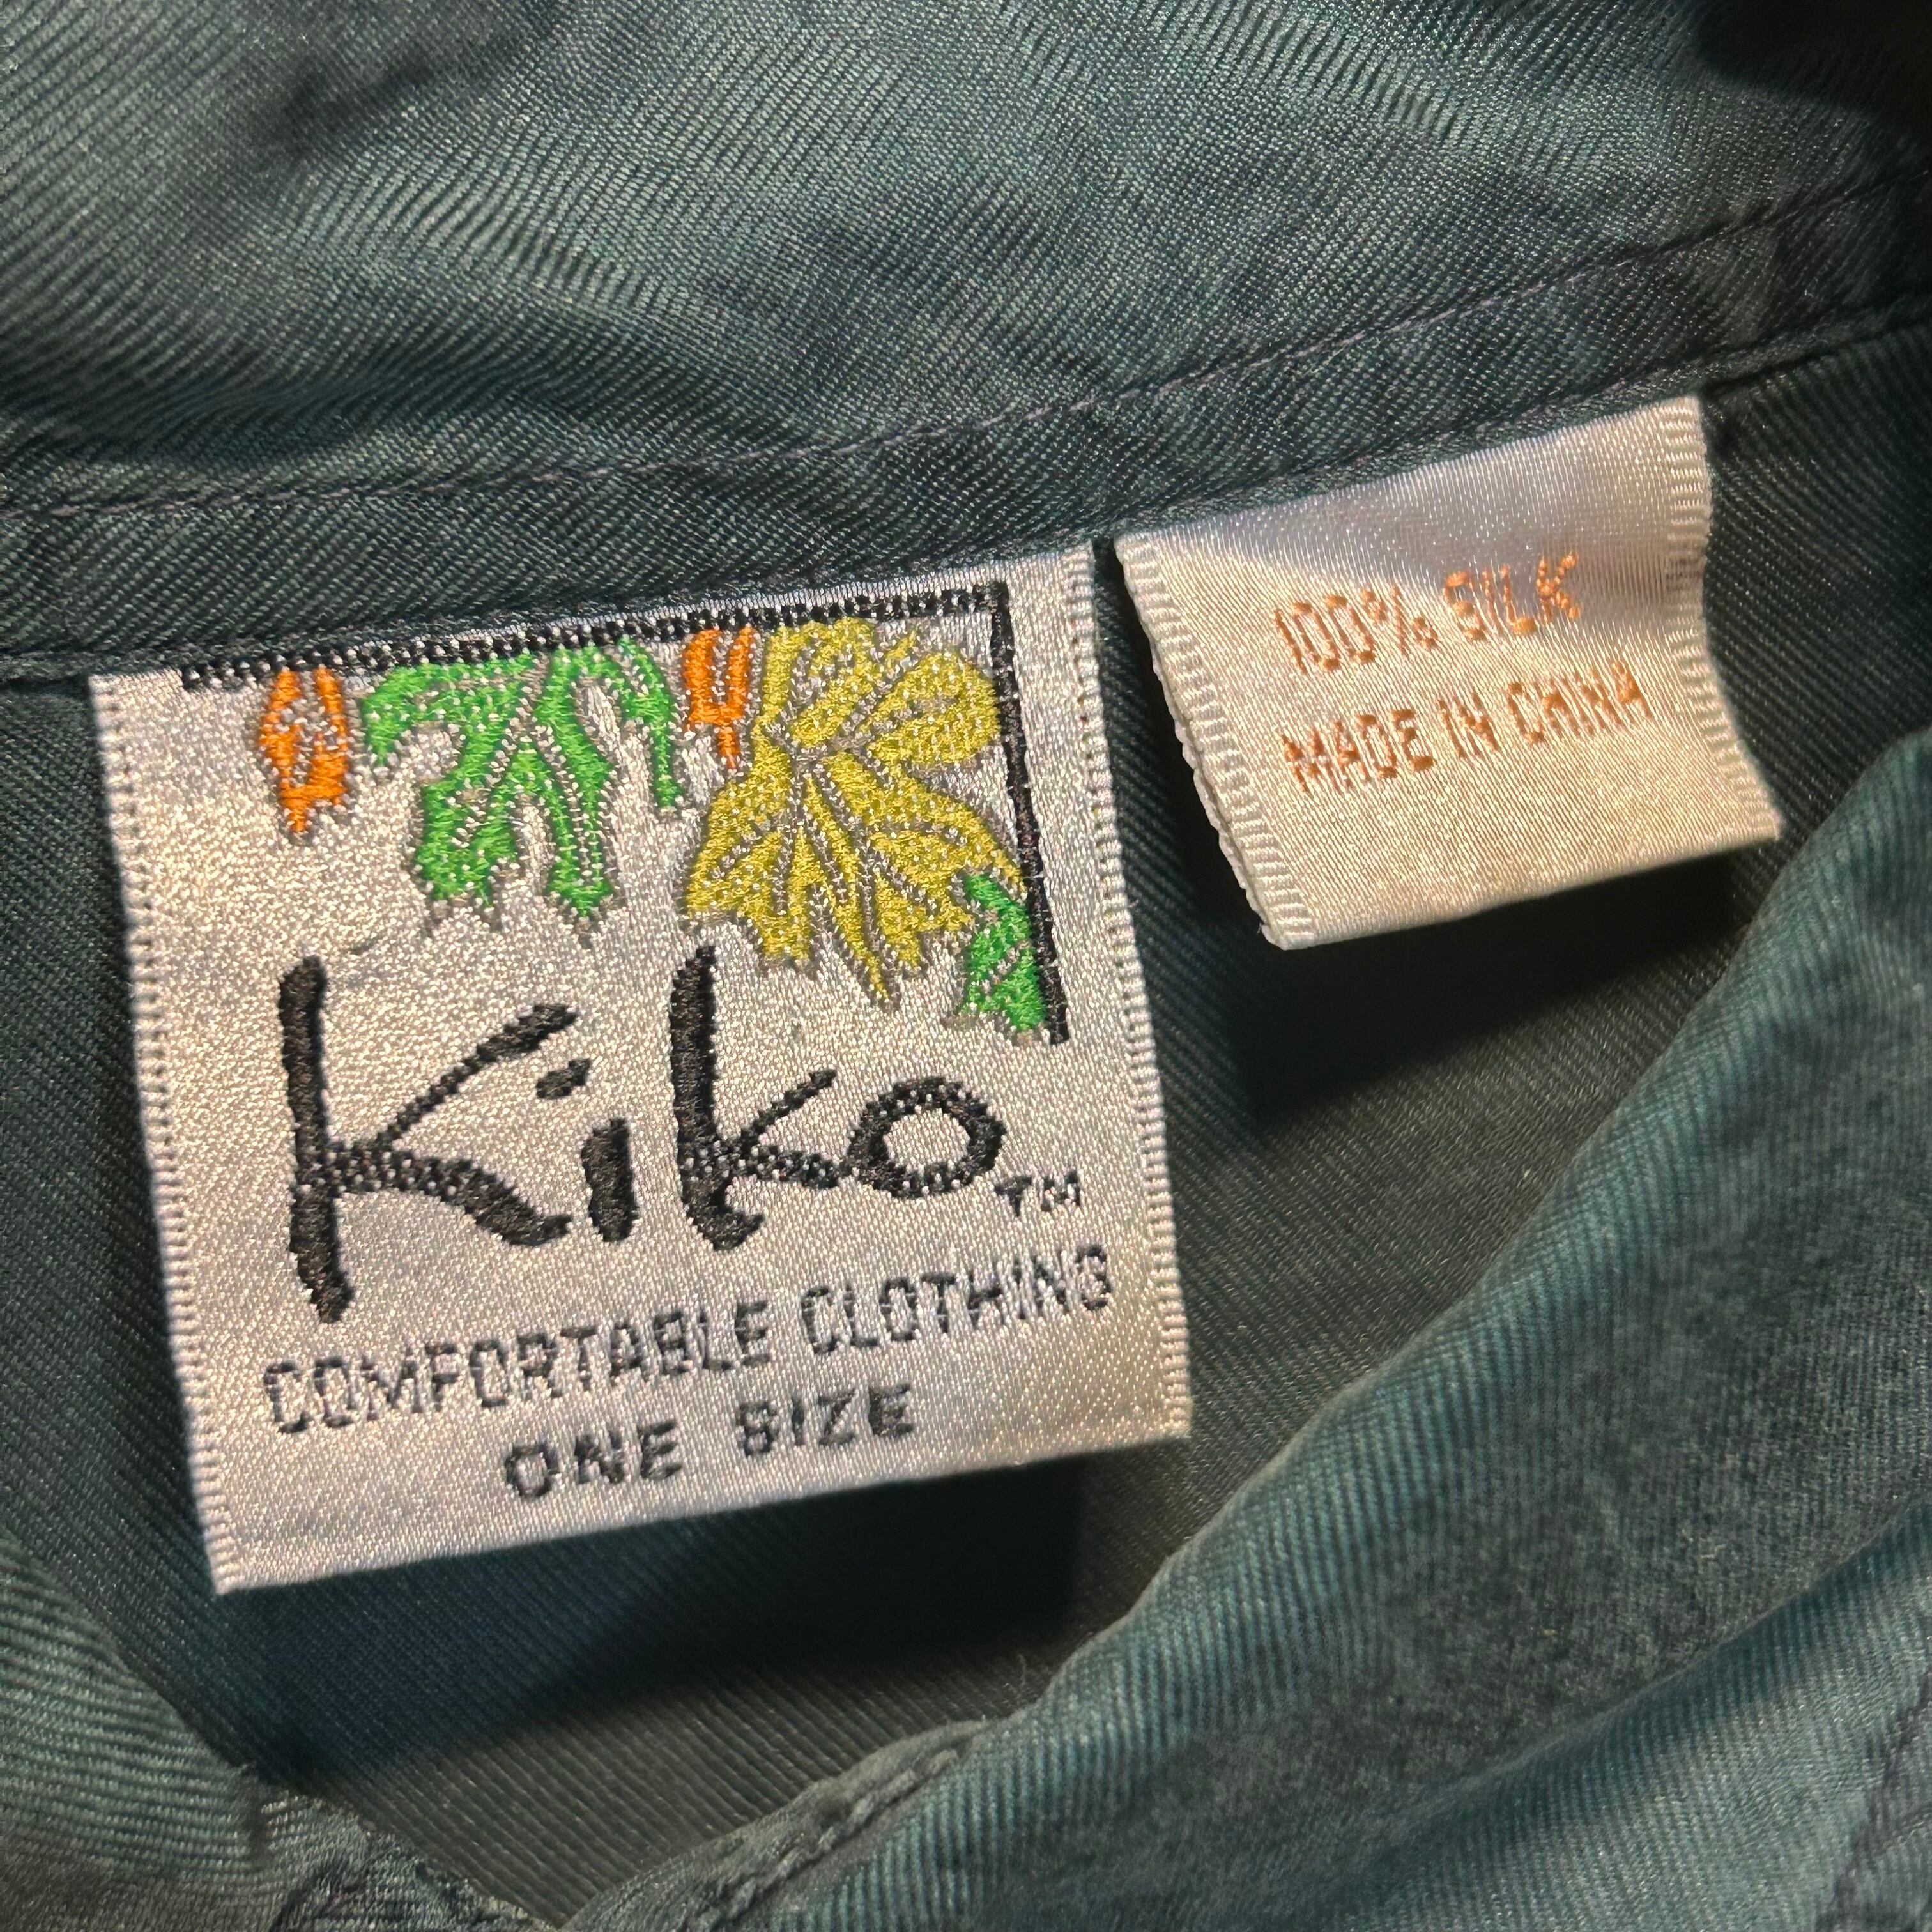 Kiko™
COMFORTABLE CLOTHING
ONE SIZE
100% SILK
MADE IN CHINA